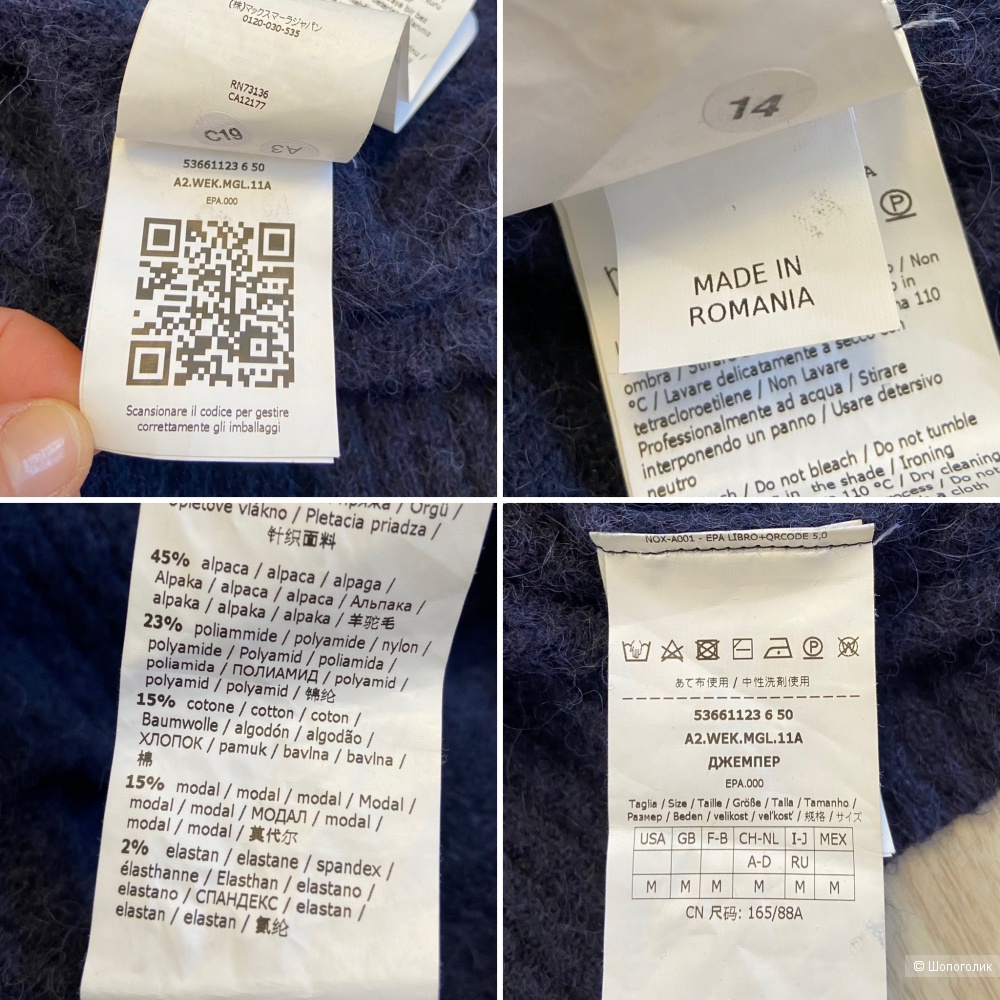 (株)マックスマーラジャパン
0120-030-535
RN73136
CA12177
C19
A3
53661123 6 50
A2.WEK.MGL.11A
EPA.000
Scansionare il codice per gestire
correttamente gli imballaggi
14
MADE IN
ROMANIA
P
/ Non
in
110
ombra /
°C / Lavare delicatamente a secco con
tetracloroetilene / Non Lavare
Professionalmente ad acqua / Stirare
interponendo un panno / Usare detersivo
neutro
/ Do not bleach / Do not tumble
in the shade / Ironing
110 °C / Dry cleaning
/ Do not
a cloth
Úpletové vlákno / Pletacia priadza /
针织面料
45% alpaca / alpaca / alpaga /
Alpaka / alpaca / alpaca / Альпака /
alpaka / alpaka / alpaka / 羊驼毛
23% poliammide / polyamide / nylon /
polyamide / Polyamid / poliamida /
poliamida / ПОЛИАМИД / polyamid /
polyamid / polyamid / 锦纶
15% cotone / cotton / coton /
Baumwolle / algodón / algodão /
ХЛОПОК / pamuk / bavlna / bavlna /
棉
15% modal / modal / modal / Modal /
modal / modal / МОДАЛ / modal /
modal / modal / 莫代尔
2% elastan / elastane / spandex /
élasthanne / Elasthan / elastano /
elastano / СПАНДЕКС / elastan /
elastan / elastan / 氨纶
NOX-A001 - EPA LIBRO+QRCODE 5,0
P
あて布使用 / 中性洗剤使用
53661123 6 50
A2.WEK.MGL.11A
ДЖЕМПЕР
EPA.000
Taglia / Size / Taille / Größe / Talla / Tamanho /
Размер / Beden / velikost / veľkosť / 规格 / サイズ
USA GB F-B CH-NL I-J MEX
A-D RU
M M M M M M
CN 尺码: 165/88A
© Шопоголик